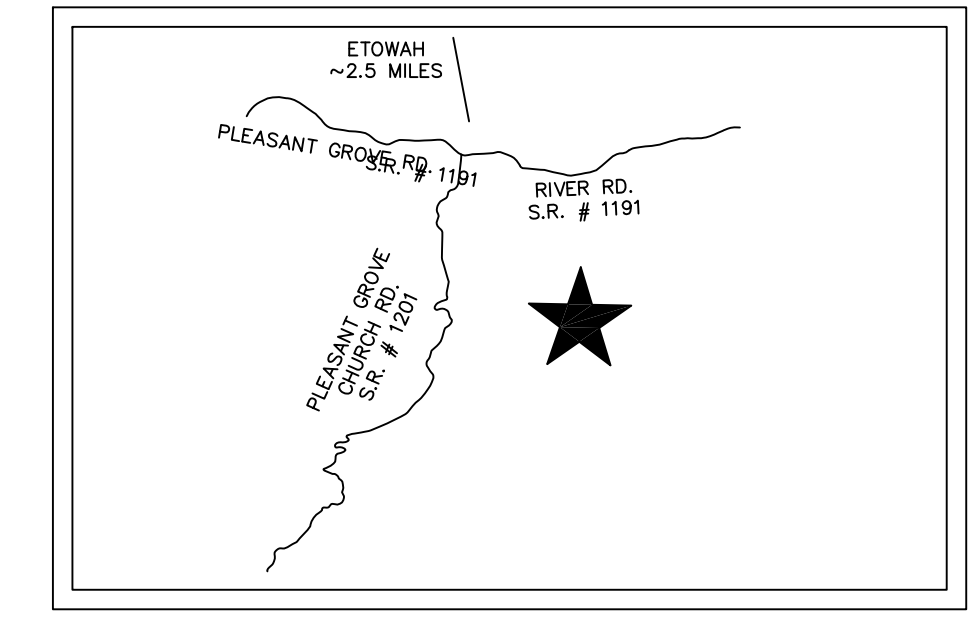 ETOWAH
~2.5 MILES
PLEASANT GROVE RD.
S.R. # 1191
RIVER RD.
S.R. # 1191
PLEASANT GROVE
CHURCH RD.
S.R. # 1201